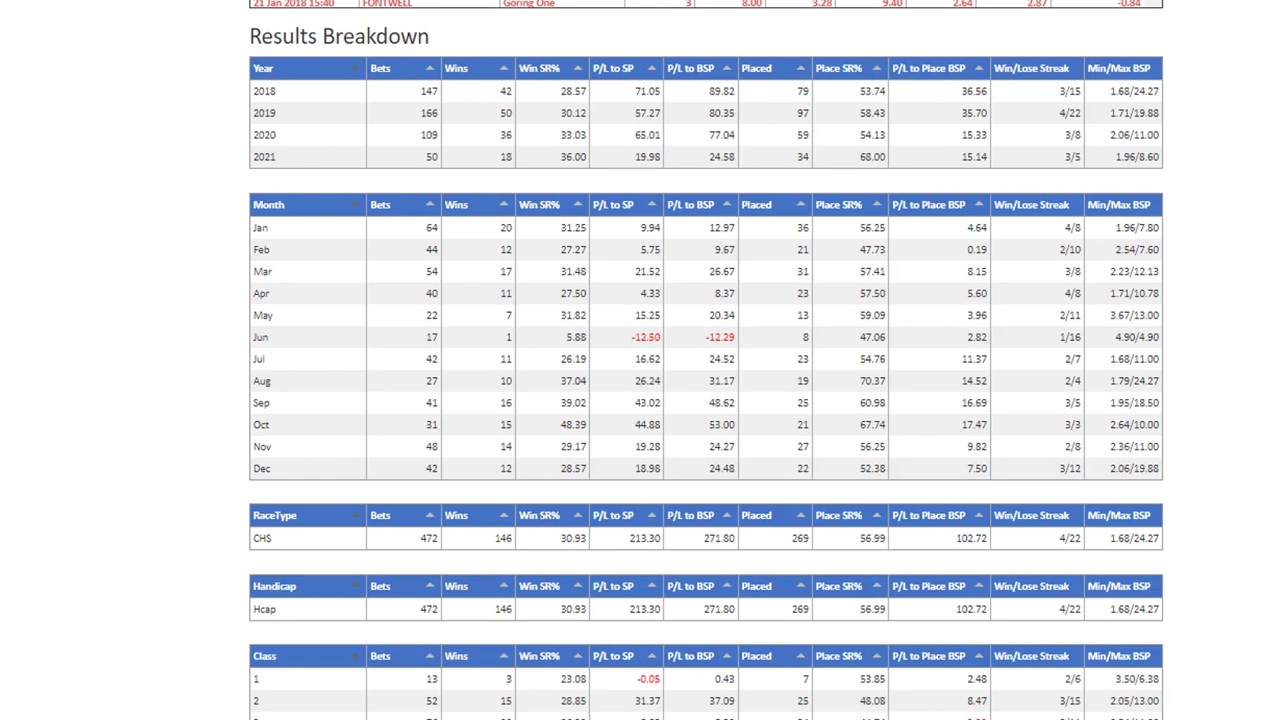 21 Jan 2018 15:40 FONTWELL Goring One 3 8.00 3.28 9.40 2.64 2.87 -0.84
Results Breakdown
Year Bets Wins Win SR% P/L to SP P/L to BSP Placed Place SR% P/L to Place BSP Win/Lose Streak Min/Max BSP
2018 147 42 28.57 71.05 89.82 79 53.74 36.56 3/15 1.68/24.27
2019 166 50 30.12 57.27 80.35 97 58.43 35.70 4/22 1.71/19.88
2020 109 36 33.03 65.01 77.04 59 54.13 15.33 3/8 2.06/11.00
2021 50 18 36.00 19.98 24.58 34 68.00 15.14 3/5 1.96/8.60
Month Bets Wins Win SR% P/L to SP P/L to BSP Placed Place SR% P/L to Place BSP Win/Lose Streak Min/Max BSP
Jan 64 20 31.25 9.94 12.97 36 56.25 4.64 4/8 1.96/7.80
Feb 44 12 27.27 5.75 9.67 21 47.73 0.19 2/10 2.54/7.60
Mar 54 17 31.48 21.52 26.67 31 57.41 8.15 3/8 2.23/12.13
Apr 40 11 27.50 4.33 8.37 23 57.50 5.60 4/8 1.71/10.78
May 22 7 31.82 15.25 20.34 13 59.09 3.96 2/11 3.67/13.00
Jun 17 1 5.88 -12.50 -12.29 8 47.06 2.82 1/16 4.90/4.90
Jul 42 11 26.19 16.62 24.52 23 54.76 11.37 2/7 1.68/11.00
Aug 27 10 37.04 26.24 31.17 19 70.37 14.52 2/4 1.79/24.27
Sep 41 16 39.02 43.02 48.62 25 60.98 16.69 3/5 1.95/18.50
Oct 31 15 48.39 44.88 53.00 21 67.74 17.47 3/3 2.64/10.00
Nov 48 14 29.17 19.28 24.27 27 56.25 9.82 2/8 2.36/11.00
Dec 42 12 28.57 18.98 24.48 22 52.38 7.50 3/12 2.06/19.88
RaceType Bets Wins Win SR% P/L to SP P/L to BSP Placed Place SR% P/L to Place BSP Win/Lose Streak Min/Max BSP
CHS 472 146 30.93 213.30 271.80 269 56.99 102.72 4/22 1.68/24.27
Handicap Bets Wins Win SR% P/L to SP P/L to BSP Placed Place SR% P/L to Place BSP Win/Lose Streak Min/Max BSP
Hcap 472 146 30.93 213.30 271.80 269 56.99 102.72 4/22 1.68/24.27
Class Bets Wins Win SR% P/L to SP P/L to BSP Placed Place SR% P/L to Place BSP Win/Lose Streak Min/Max BSP
1 13 3 23.08 -0.05 0.43 7 53.85 2.48 2/6 3.50/6.38
2 52 15 28.85 31.37 37.09 25 48.08 8.47 3/15 2.05/13.00